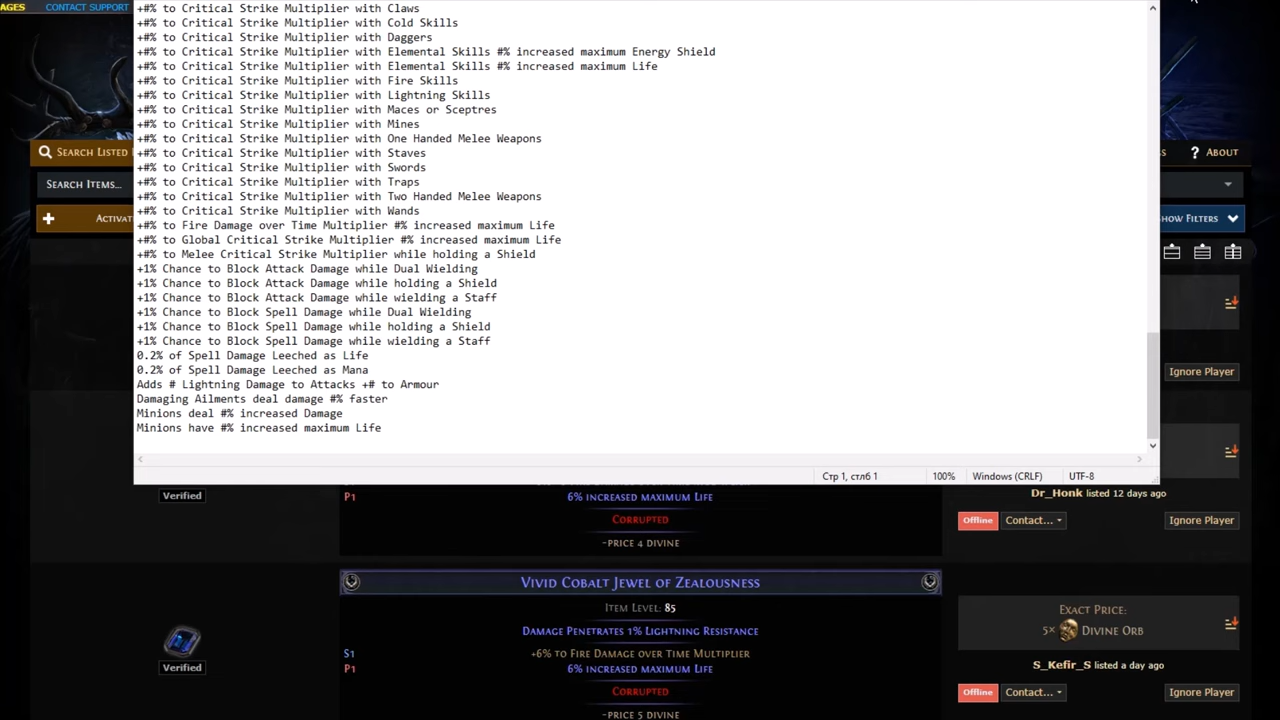 AGES CONTACT SUPPORT
+#% to Critical Strike Multiplier with Claws
+#% to Critical Strike Multiplier with Cold Skills
+#% to Critical Strike Multiplier with Daggers
+#% to Critical Strike Multiplier with Elemental Skills #% increased maximum Energy Shield
+#% to Critical Strike Multiplier with Elemental Skills #% increased maximum Life
+#% to Critical Strike Multiplier with Fire Skills
+#% to Critical Strike Multiplier with Lightning Skills
+#% to Critical Strike Multiplier with Maces or Sceptres
+#% to Critical Strike Multiplier with Mines
+#% to Critical Strike Multiplier with One Handed Melee Weapons
+#% to Critical Strike Multiplier with Staves
+#% to Critical Strike Multiplier with Swords
+#% to Critical Strike Multiplier with Traps
+#% to Critical Strike Multiplier with Two Handed Melee Weapons
+#% to Critical Strike Multiplier with Wands
+#% to Fire Damage over Time Multiplier #% increased maximum Life
+#% to Global Critical Strike Multiplier #% increased maximum Life
+#% to Melee Critical Strike Multiplier while holding a Shield
+1% Chance to Block Attack Damage while Dual Wielding
+1% Chance to Block Attack Damage while holding a Shield
+1% Chance to Block Attack Damage while wielding a Staff
+1% Chance to Block Spell Damage while Dual Wielding
+1% Chance to Block Spell Damage while holding a Shield
+1% Chance to Block Spell Damage while wielding a Staff
0.2% of Spell Damage Leeched as Life
0.2% of Spell Damage Leeched as Mana
Adds # Lightning Damage to Attacks +# to Armour
Damaging Ailments deal damage #% faster
Minions deal #% increased Damage
Minions have #% increased maximum Life
Стр 1, стлб 1 100% Windows (CRLF) UTF-8
Search Listed
? About
Search Items...
Activat
how Filters
Ignore Player
Verified
P1 6% increased maximum Life
Corrupted
~price 4 divine
Dr_Honk listed 12 days ago
Offline Contact... Ignore Player
Vivid Cobalt Jewel of Zealousness
Item Level: 85
Damage Penetrates 1% Lightning Resistance
S1 +6% to Fire Damage over Time Multiplier
P1 6% increased maximum Life
Corrupted
~price 5 divine
Verified
Exact Price:
5× Divine Orb
S_Kefir_S listed a day ago
Offline Contact... Ignore Player